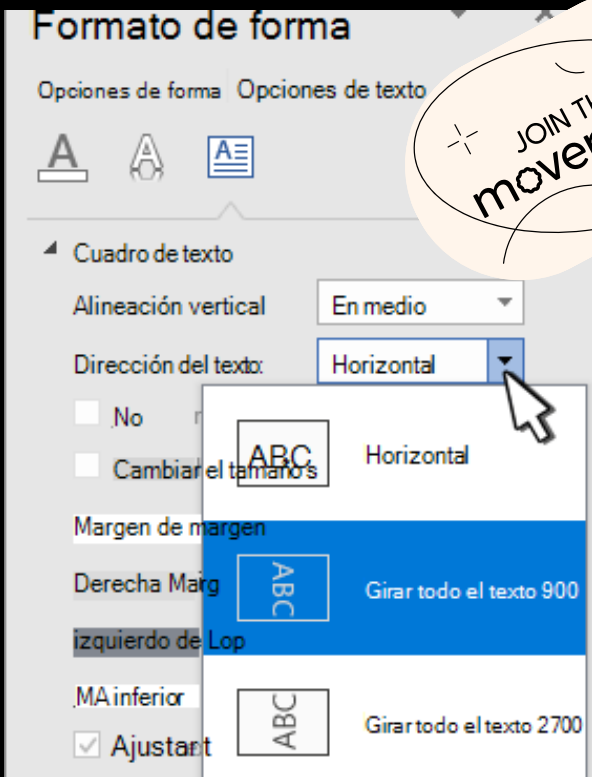 Formato de forma
Opciones de forma Opciones de texto
A A A
JOIN
Cuadro de texto
Alineación vertical En medio
Dirección del texto: Horizontal
No
ABC Horizontal
Cambiar el tamaño s
Margen de margen
Derecha Marg
ABC Girar todo el texto 900
izquierdo de Lop
MA inferior
ABC Girar todo el texto 2700
Ajustart